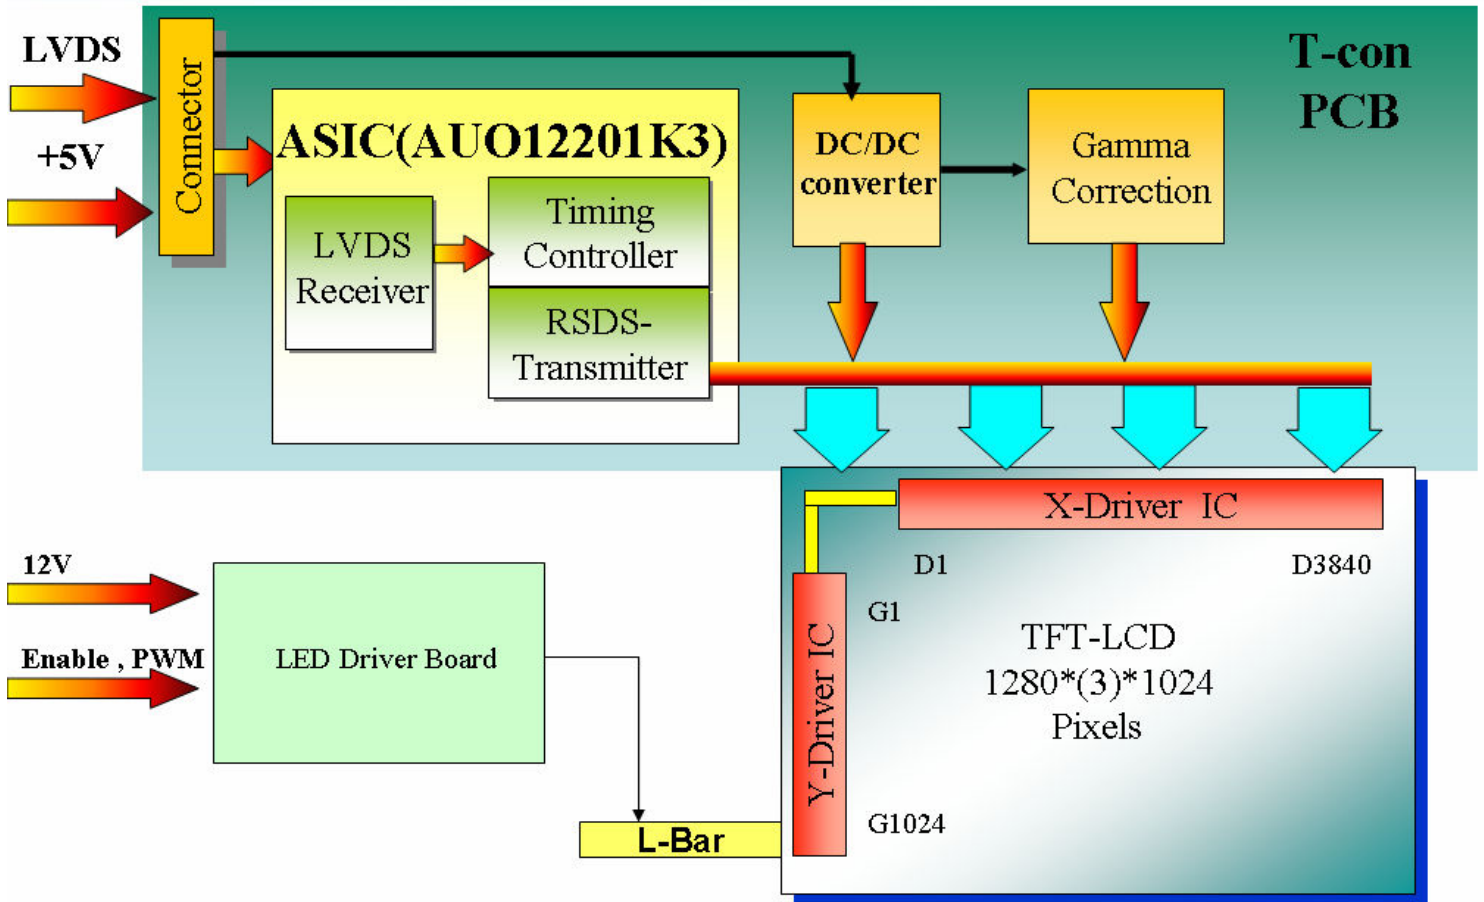 LVDS
+5V
Connector
T-con
PCB
ASIC(AUO12201K3)
LVDS
Receiver
Timing
Controller
RSDS-
Transmitter
DC/DC
converter
Gamma
Correction
X-Driver IC
D1
D3840
G1
Y-Driver IC
TFT-LCD
1280*(3)*1024
Pixels
G1024
12V
Enable , PWM
LED Driver Board
L-Bar